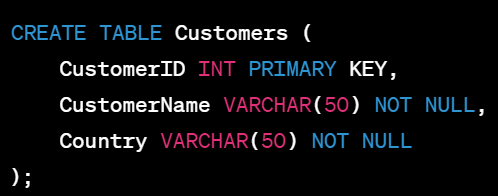 CREATE TABLE Customers (
    CustomerID INT PRIMARY KEY,
    CustomerName VARCHAR(50) NOT NULL,
    Country VARCHAR(50) NOT NULL
);